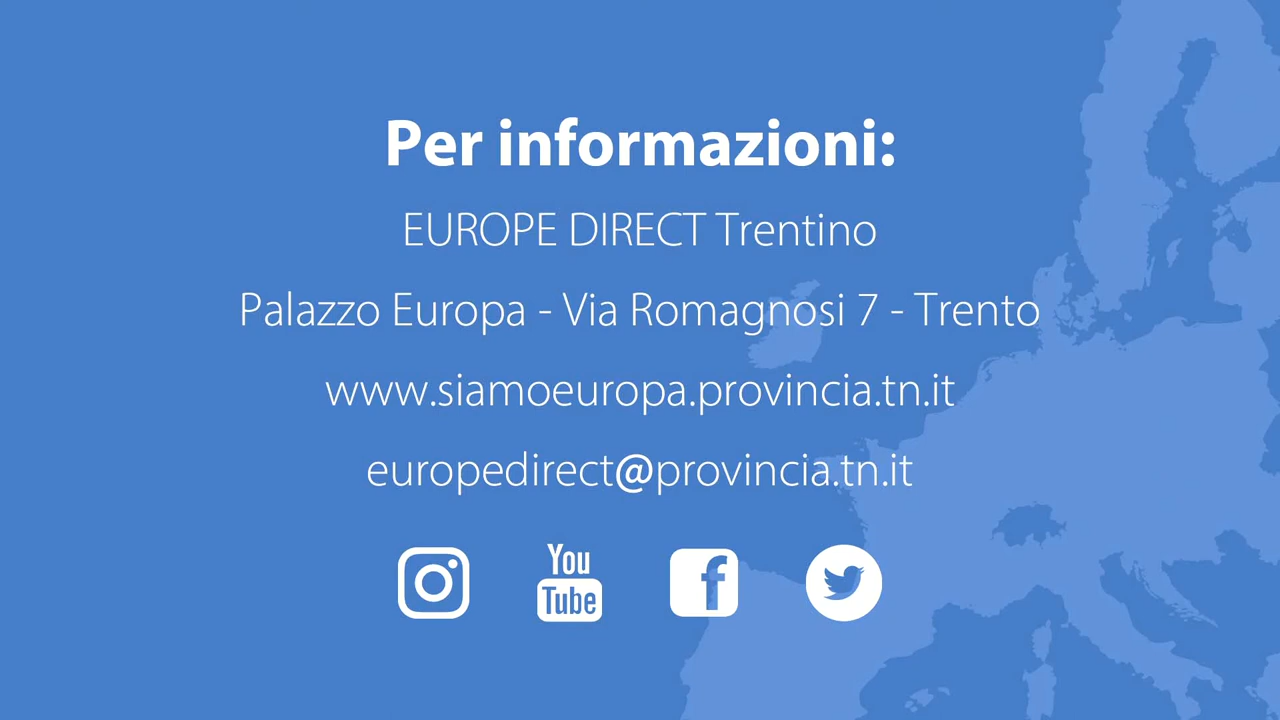 Per informazioni:
EUROPE DIRECT Trentino
Palazzo Europa - Via Romagnosi 7 - Trento
www.siamoeuropa.provincia.tn.it
europedirect@provincia.tn.it
You
Tube